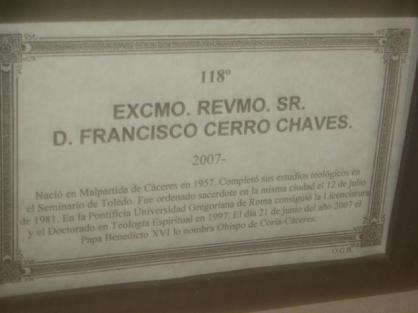 118º
EXCMO. REVMO. SR.
D. FRANCISCO CERRO CHAVES.
2007-
Nació en Malpartida de Cáceres en 1957. Completó sus estudios teológicos en
el Seminario de Toledo. Fue ordenado sacerdote en la misma ciudad el 12 de julio
de 1981. En la Pontificia Universidad Gregoriana de Roma consiguió la Licenciatura
y el Doctorado en Teología Espiritual en 1997. El día 21 de junio del año 2007 el
Papa Benedicto XVI lo nombra Obispo de Coria-Cáceres.